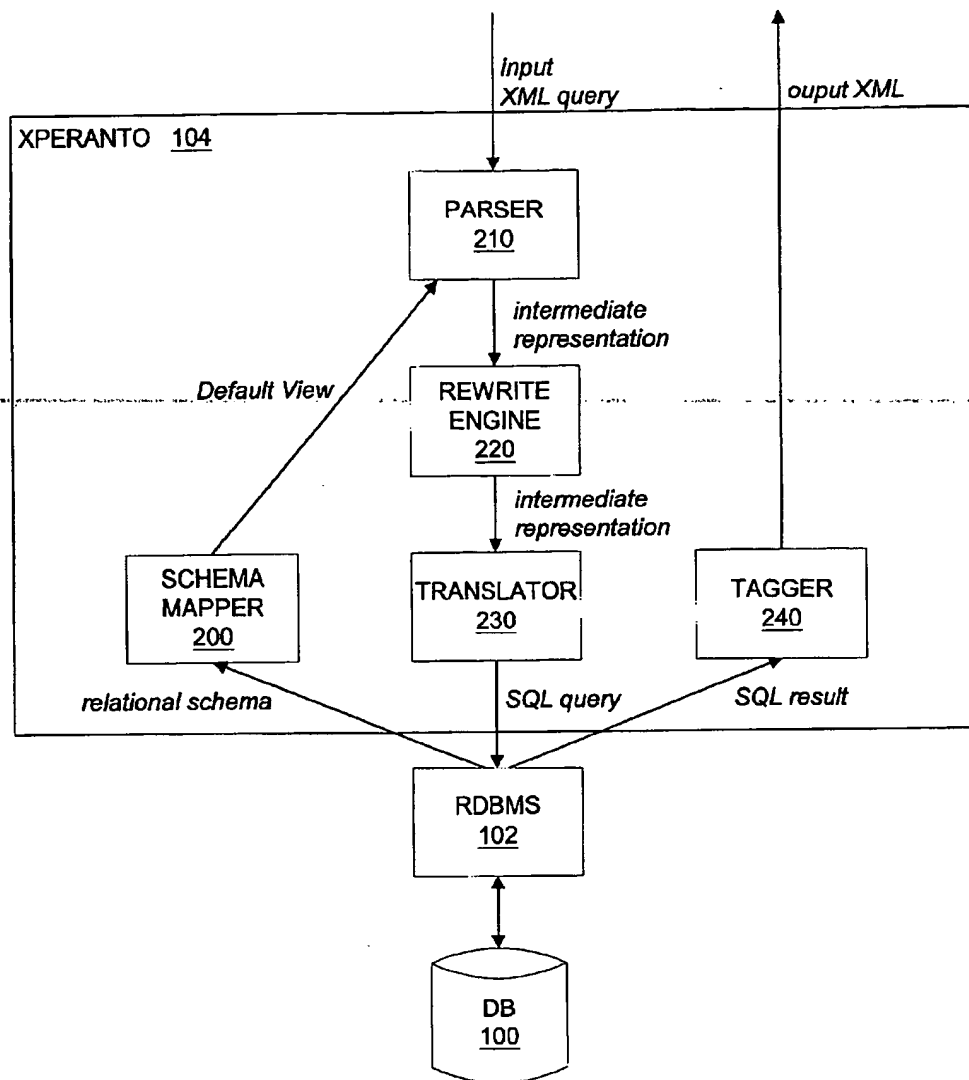 input
XML query
ouput XML
XPERANTO 104
PARSER
210
intermediate
representation
Default View
REWRITE
ENGINE
220
intermediate
representation
SCHEMA
MAPPER
200
TRANSLATOR
230
TAGGER
240
relational schema
SQL query
SQL result
RDBMS
102
DB
100